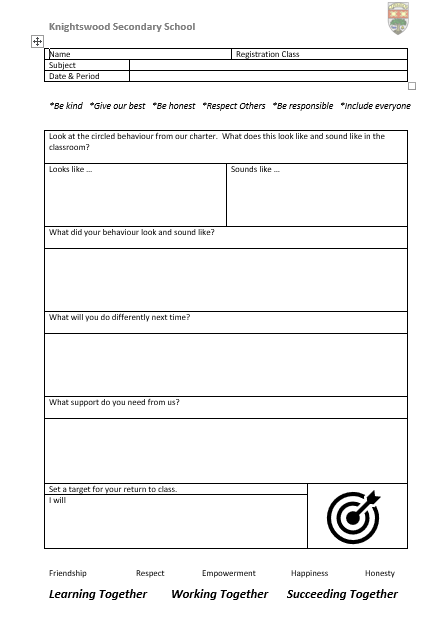 Knightswood Secondary School
Name Registration Class
Subject
Date & Period
*Be kind *Give our best *Be honest *Respect Others *Be responsible *Include everyone
Look at the circled behaviour from our charter. What does this look like and sound like in the
classroom?
Looks like ... Sounds like ...
What did your behaviour look and sound like?
What will you do differently next time?
What support do you need from us?
Set a target for your return to class.
I will
Friendship Respect Empowerment Happiness Honesty
Learning Together Working Together Succeeding Together